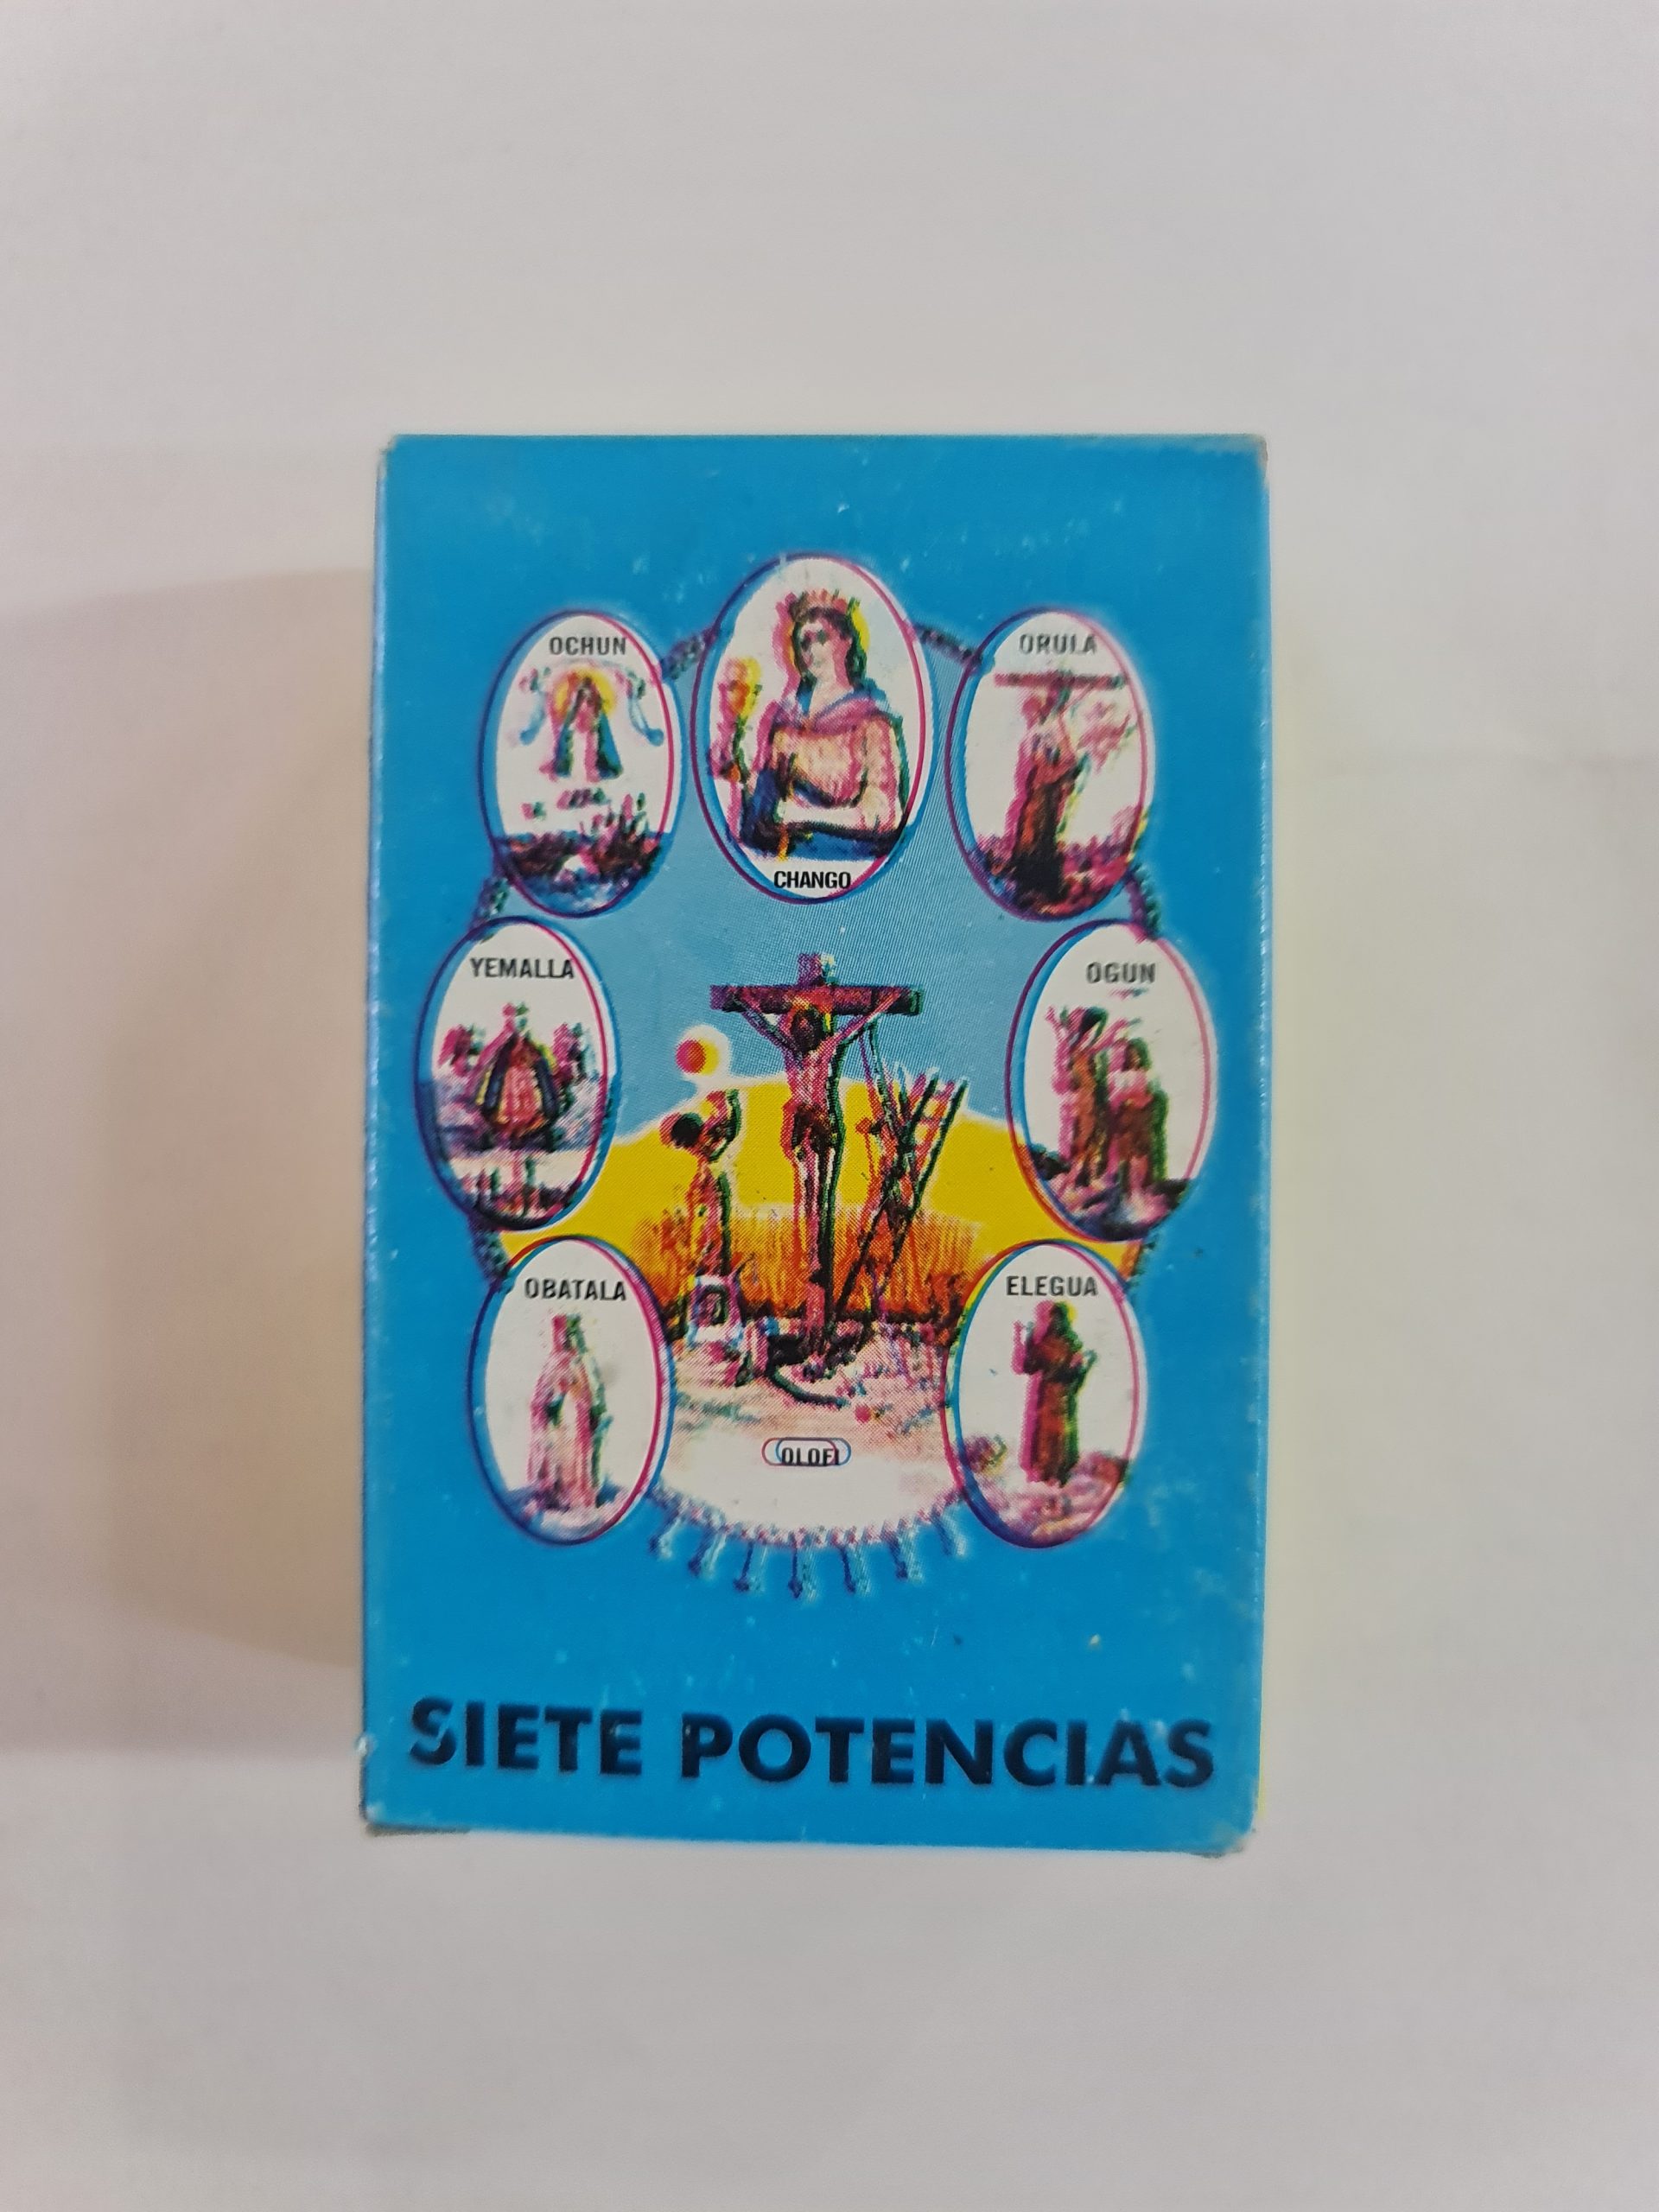 OCHUN
CHANGO
ORULA
YEMALLA
OGUN
OBATALA
ELEGUA
OLOFI
SIETE POTENCIAS